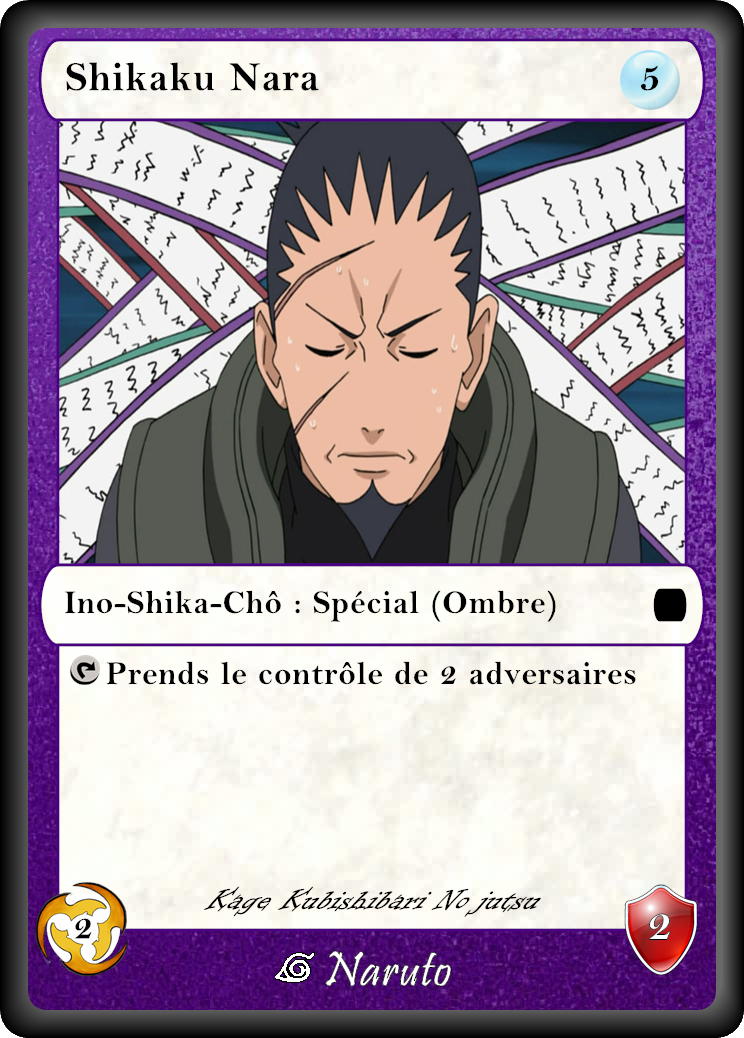 Shikaku Nara
5
Ino-Shika-Chô : Spécial (Ombre)
Prends le contrôle de 2 adversaires
Kage Kubishibari No jutsu
2
2
Naruto